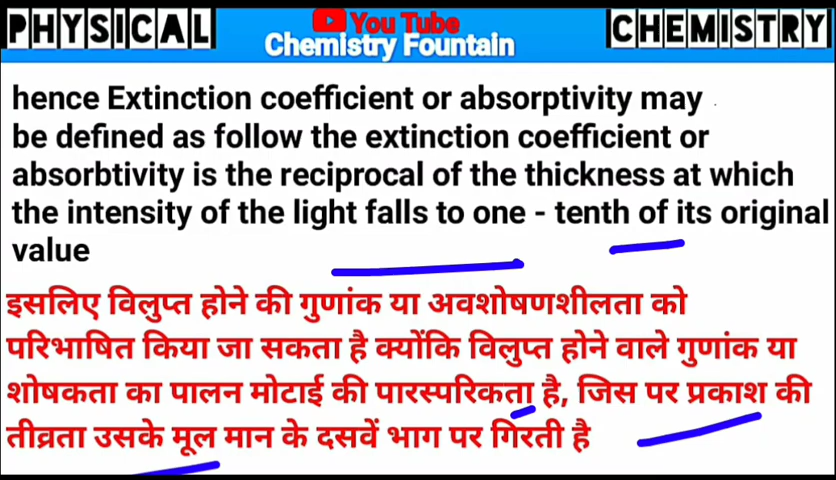 PHYSICAL
You Tube
Chemistry Fountain
CHEMISTRY
hence Extinction coefficient or absorptivity may
be defined as follow the extinction coefficient or
absorbtivity is the reciprocal of the thickness at which
the intensity of the light falls to one - tenth of its original
value
इसलिए विलुप्त होने की गुणांक या अवशोषणशीलता को
परिभाषित किया जा सकता है क्योंकि विलुप्त होने वाले गुणांक या
शोषकता का पालन मोटाई की पारस्परिकता है, जिस पर प्रकाश की
तीव्रता उसके मूल मान के दसवें भाग पर गिरती है